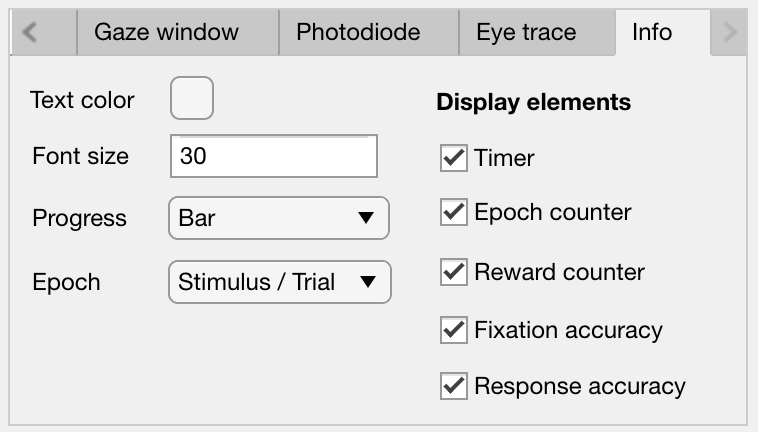 Gaze window Photodiode Eye trace Info
Text color
Font size 30
Progress Bar
Epoch Stimulus / Trial
Display elements
Timer
Epoch counter
Reward counter
Fixation accuracy
Response accuracy